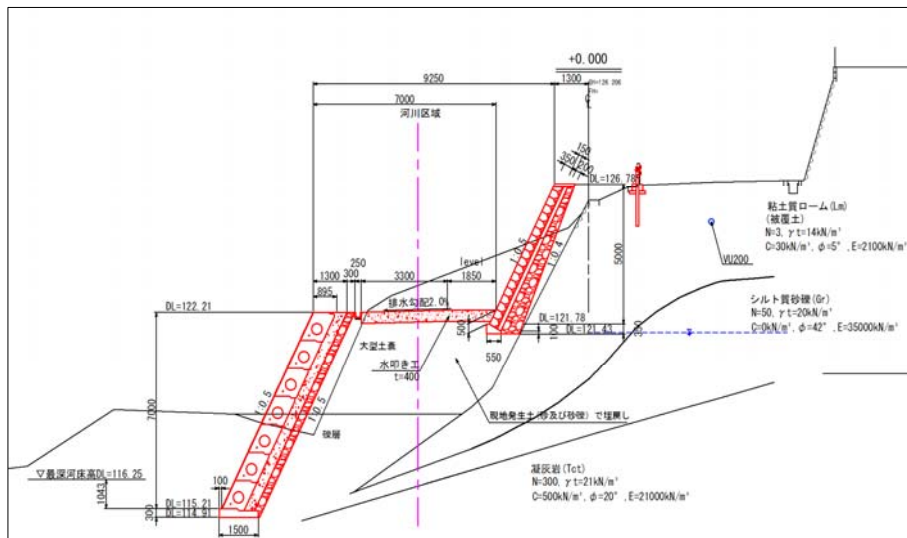 +0.000
9250
1300
7000
河川区域
150
350
200
DL=126.78
粘土質ローム(Lm)
(被覆土)
N=3, γt=14kN/m³
C=30kN/m², φ=5°, E=2100kN/m²
VU200
1:0.5
1:0.4
5000
level
250
1300
300
3300
1850
895
シルト質砂礫(Gr)
N=50, γt=20kN/m³
C=0kN/m², φ=42°, E=35000kN/m²
DL=122.21
排水勾配2.0%
DL=121.78
DL=121.43
500
100
550
大型土嚢
水叩き工
t=400
1:0.5
1:0.5
7000
現地発生土(砂及び砂礫)で埋戻し
礫層
凝灰岩(Tct)
N=300, γt=21kN/m³
C=500kN/m², φ=20°, E=21000kN/m²
▽最深河床高DL=116.25
1043
100
DL=115.21
DL=114.91
300
1500